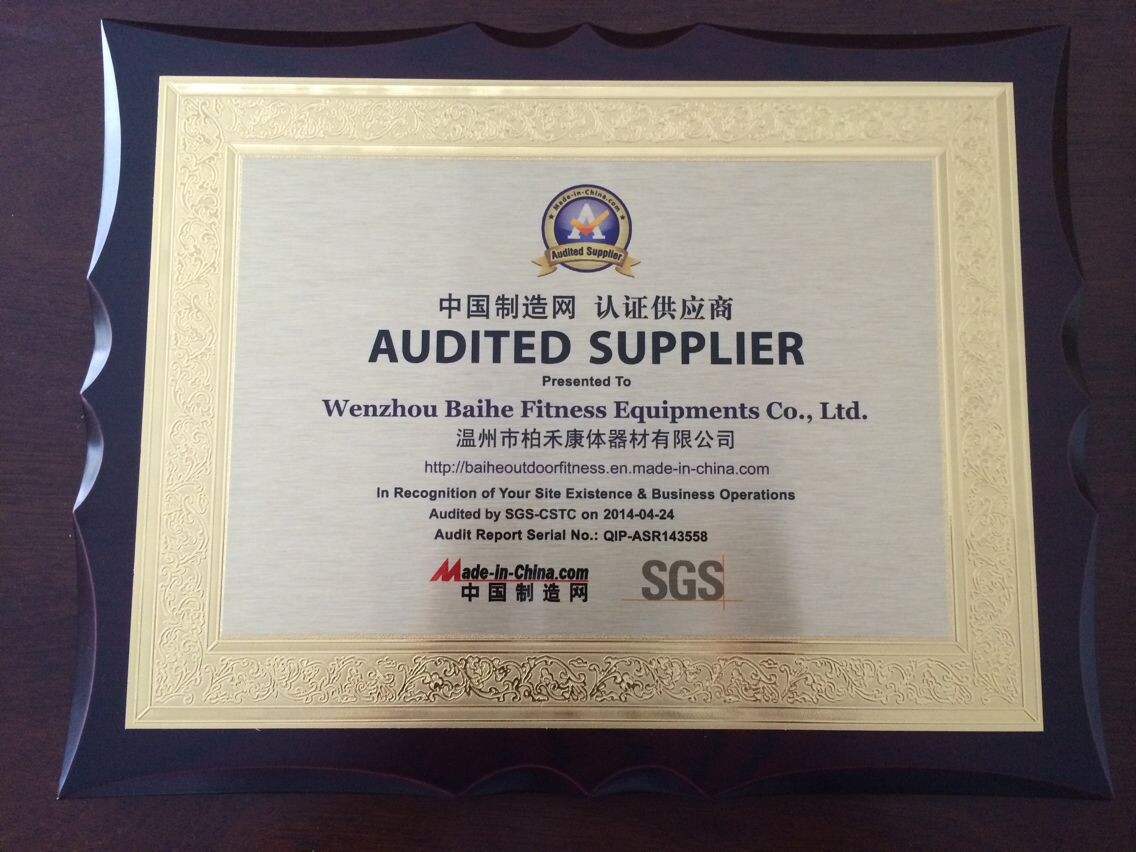 Made-in-China.com
A
Audited Supplier
中国制造网 认证供应商
AUDITED SUPPLIER
Presented To
Wenzhou Baihe Fitness Equipments Co., Ltd.
温州市柏禾康体器材有限公司
http://baiheoutdoorfitness.en.made-in-china.com
In Recognition of Your Site Existence & Business Operations
Audited by SGS-CSTC on 2014-04-24
Audit Report Serial No.: QIP-ASR143558
Made-in-China.com
中国制造网
SGS